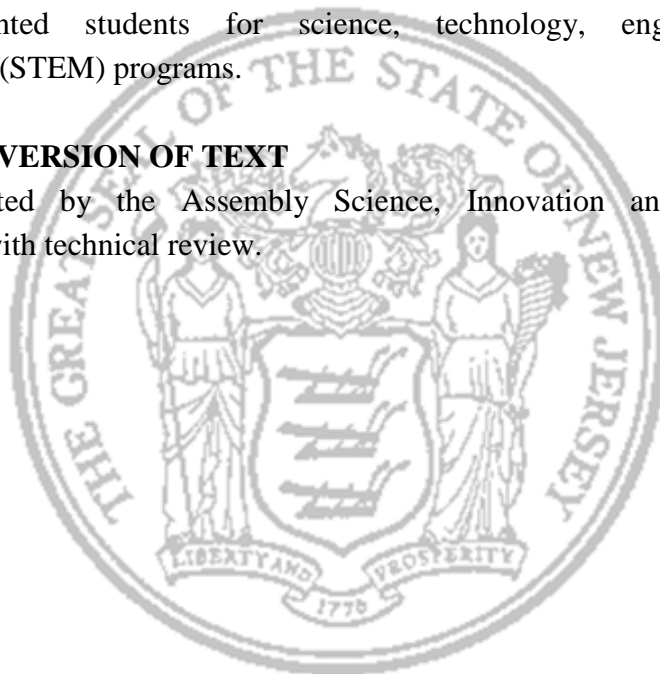 nted students for science, technology, eng
(STEM) programs.
VERSION OF TEXT
ted by the Assembly Science, Innovation an
with technical review.
THE GREAT SEAL OF THE STATE OF NEW JERSEY
LIBERTY AND PROSPERITY
1776